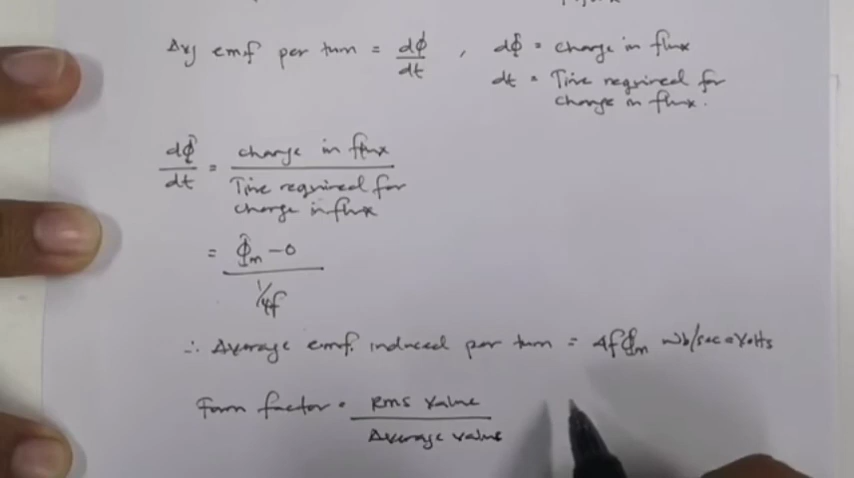 Avg emf per turn = dϕ/dt , dϕ = change in flux
dt = Time required for
change in flux.
dϕ/dt = change in flux / Time required for
change in flux
= ϕm - 0 / 1/4f
∴ Average emf. induced per turn = 4fϕm wb/sec or volts
Form factor = Rms value / Average value